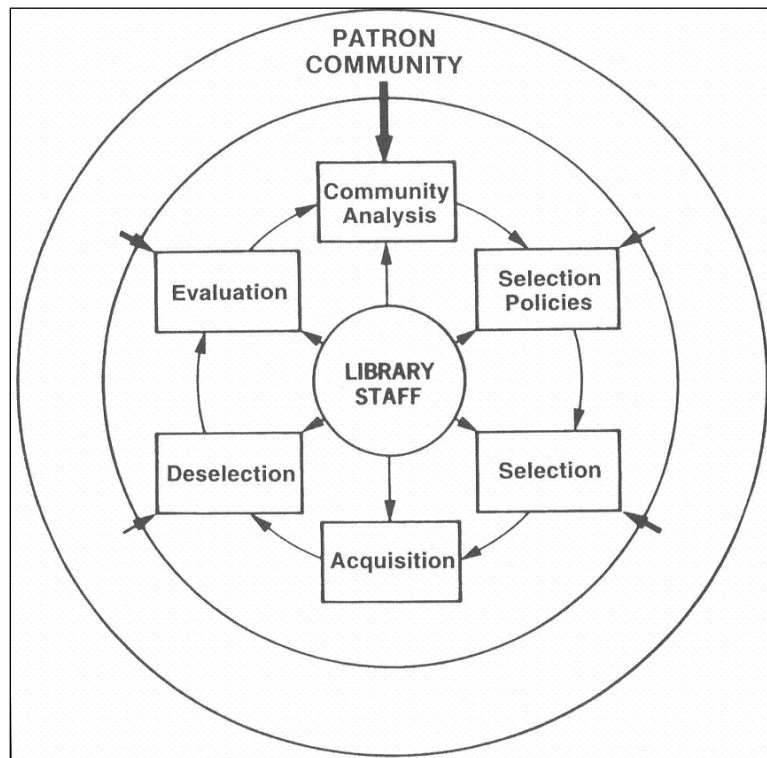 PATRON
COMMUNITY
Community
Analysis
Evaluation
Selection
Policies
LIBRARY
STAFF
Deselection
Selection
Acquisition